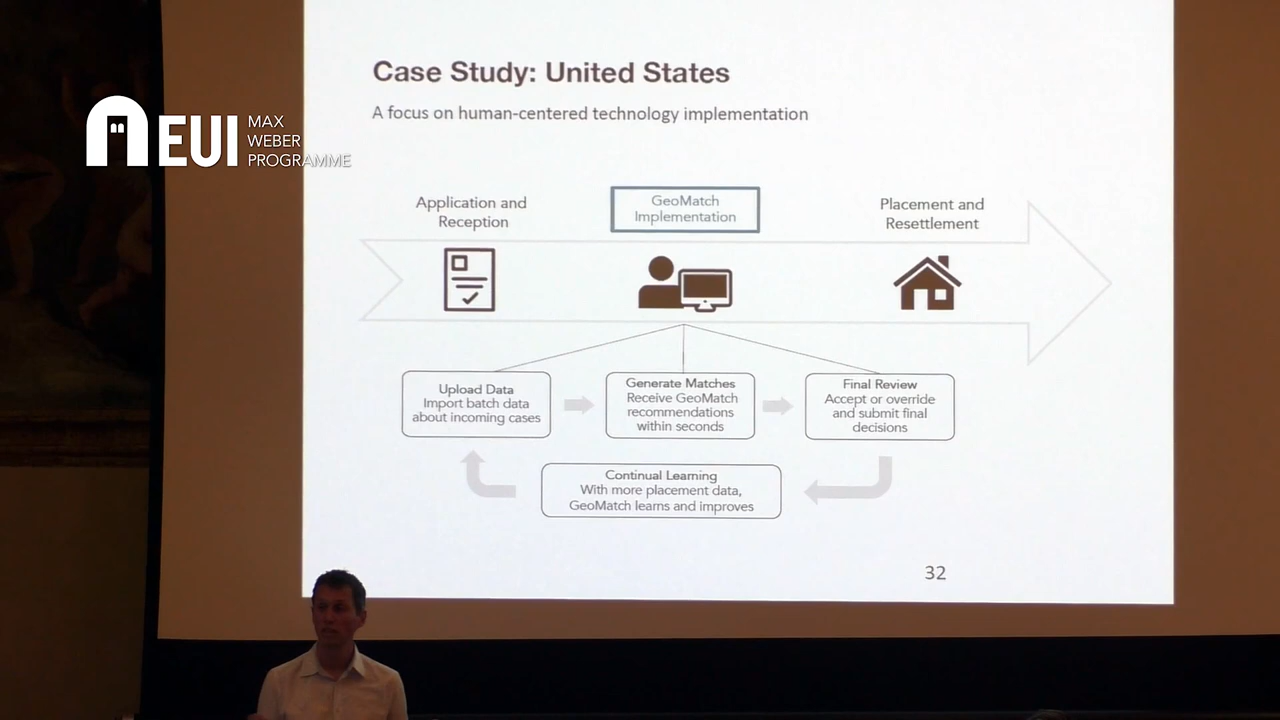 Case Study: United States
A focus on human-centered technology implementation
EUI
MAX
WEBER
PROGRAMME
Application and
Reception
GeoMatch
Implementation
Placement and
Resettlement
Upload Data
Import batch data
about incoming cases
Generate Matches
Receive GeoMatch
recommendations
within seconds
Final Review
Accept or override
and submit final
decisions
Continual Learning
With more placement data,
GeoMatch learns and improves
32